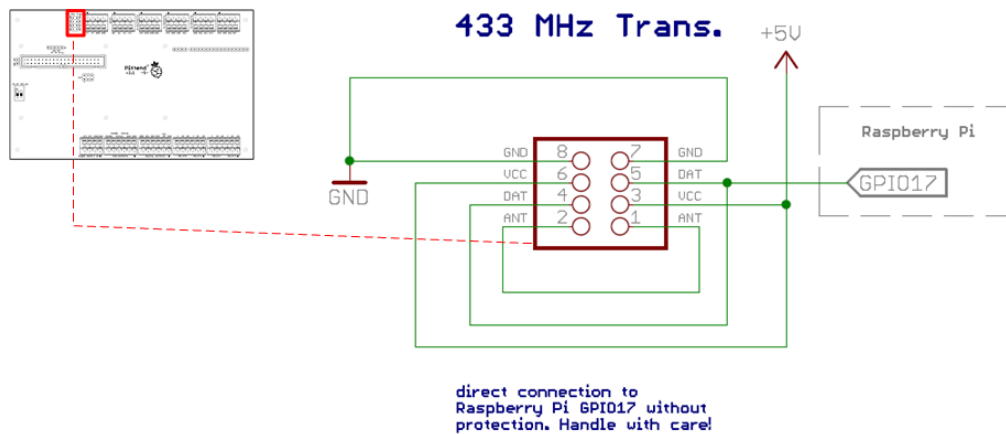 433 MHz Trans.
+5V
Raspberry Pi
GND 8 7 GND
VCC 6 5 DAT
DAT 4 3 VCC
ANT 2 1 ANT
GPIO17
GND
direct connection to
Raspberry Pi GPIO17 without
protection. Handle with care!